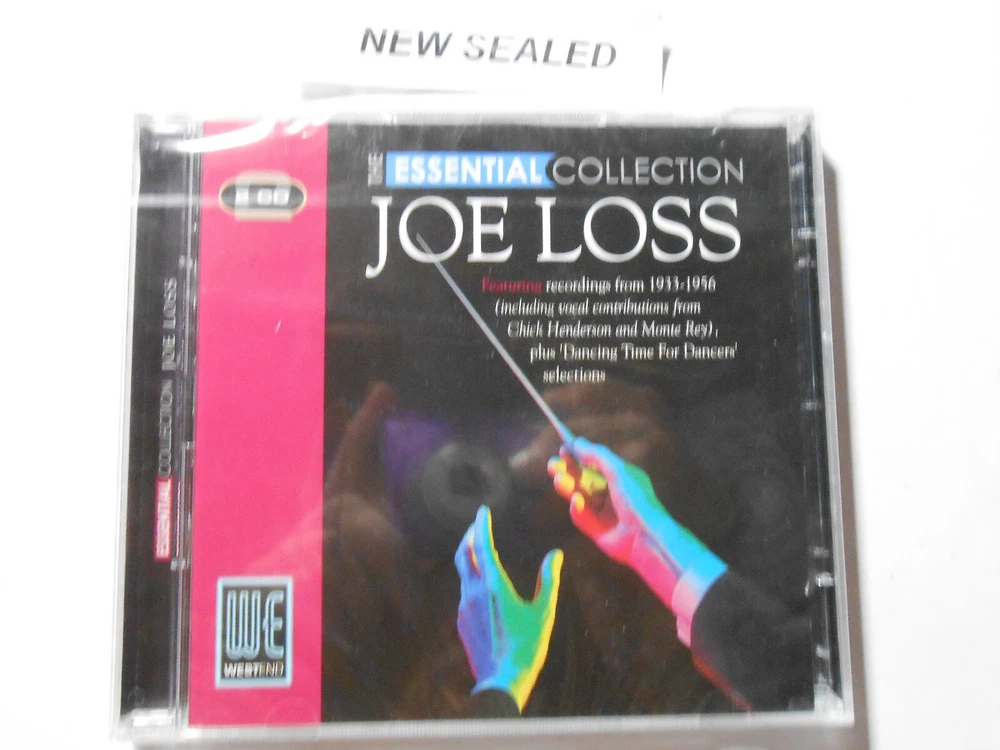 NEW SEALED
2 CD
THE ESSENTIAL COLLECTION
JOE LOSS
Featuring recordings from 1933-1956
(including vocal contributions from
Chick Henderson and Monte Rey),
plus 'Dancing Time For Dancers'
selections
ESSENTIAL COLLECTION JOE LOSS
WE
WESTEND